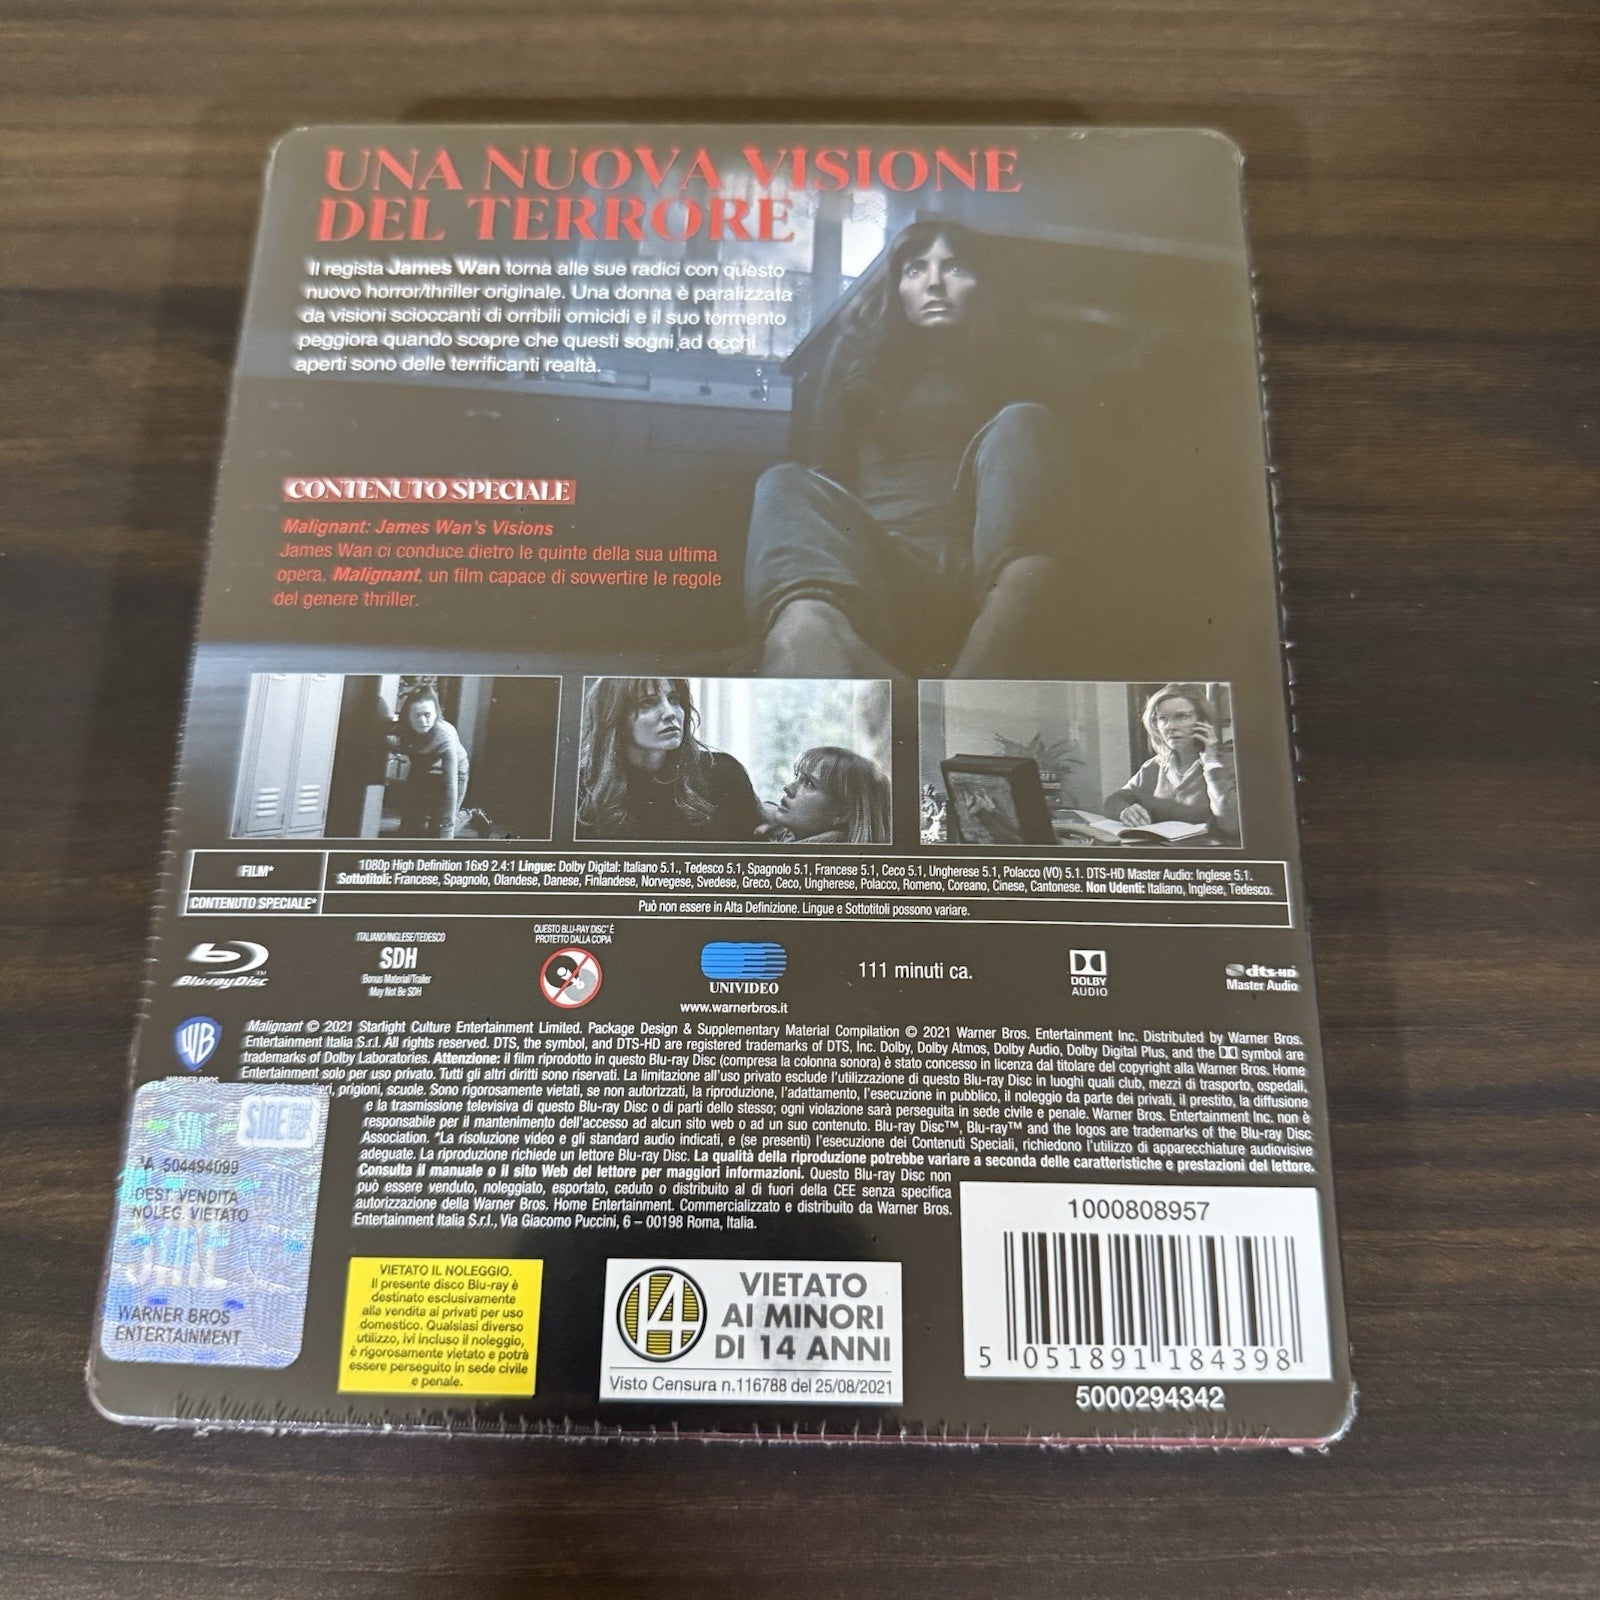 UNA NUOVA VISIONE
DEL TERRORE
Il regista James Wan torna alle sue radici con questo
nuovo horror/thriller originale. Una donna è paralizzata
da visioni scioccanti di orribili omicidi e il suo tormento
peggiora quando scopre che questi sogni ad occhi
aperti sono delle terrificanti realtà.
CONTENUTO SPECIALE
Malignant: James Wan's Visions
James Wan ci conduce dietro le quinte della sua ultima
opera, Malignant, un film capace di sovvertire le regole
del genere thriller.
FILM*
1080p High Definition 16x9 2.4:1 Lingue: Dolby Digital: Italiano 5.1., Tedesco 5.1, Spagnolo 5.1, Francese 5.1, Ceco 5.1, Ungherese 5.1, Polacco (VO) 5.1. DTS-HD Master Audio: Inglese 5.1.
Sottotitoli: Francese, Spagnolo, Olandese, Danese, Finlandese, Norvegese, Svedese, Greco, Ceco, Ungherese, Polacco, Romeno, Coreano, Cinese, Cantonese. Non Udenti: Italiano, Inglese, Tedesco.
CONTENUTO SPECIALE*
Può non essere in Alta Definizione. Lingue e Sottotitoli possono variare.
Blu-ray Disc™
ITALIANO/INGLESE/TEDESCO
SDH
Bonus Material/Trailer
May Not Be SDH
QUESTO BLU-RAY DISC™ È
PROTETTO DALLA COPIA
UNIVIDEO
www.warnerbros.it
111 minuti ca.
DOLBY
AUDIO
dts-HD
Master Audio
WB
WARNER BROS
Malignant © 2021 Starlight Culture Entertainment Limited. Package Design & Supplementary Material Compilation © 2021 Warner Bros. Entertainment Inc. Distributed by Warner Bros.
Entertainment Italia S.r.l. All rights reserved. DTS, the symbol, and DTS-HD are registered trademarks of DTS, Inc. Dolby, Dolby Atmos, Dolby Audio, Dolby Digital Plus, and the symbol are
trademarks of Dolby Laboratories. Attenzione: il film riprodotto in questo Blu-ray Disc (compresa la colonna sonora) è stato concesso in licenza dal titolare del copyright alla Warner Bros. Home
Entertainment solo per uso privato. Tutti gli altri diritti sono riservati. La limitazione all'uso privato esclude l'utilizzazione di questo Blu-ray Disc in luoghi quali club, mezzi di trasporto, ospedali,
prigioni, scuole. Sono rigorosamente vietati, se non autorizzati, la riproduzione, l'adattamento, l'esecuzione in pubblico, il noleggio da parte dei privati, il prestito, la diffusione
e la trasmissione televisiva di questo Blu-ray Disc o di parti dello stesso; ogni violazione sarà perseguita in sede civile e penale. Warner Bros. Entertainment Inc. non è
responsabile per il mantenimento dell'accesso ad alcun sito web o ad un suo contenuto. Blu-ray Disc™, Blu-ray™ and the logos are trademarks of the Blu-ray Disc
Association. *La risoluzione video e gli standard audio indicati, e (se presenti) l'esecuzione dei Contenuti Speciali, richiedono l'utilizzo di apparecchiature audiovisive
adeguate. La riproduzione richiede un lettore Blu-ray Disc. La qualità della riproduzione potrebbe variare a seconda delle caratteristiche e prestazioni del lettore.
Consulta il manuale o il sito Web del lettore per maggiori informazioni. Questo Blu-ray Disc non
può essere venduto, noleggiato, esportato, ceduto o distribuito al di fuori della CEE senza specifica
autorizzazione della Warner Bros. Home Entertainment. Commercializzato e distribuito da Warner Bros.
Entertainment Italia S.r.l., Via Giacomo Puccini, 6 – 00198 Roma, Italia.
SIAE
504494099
DEST. VENDITA
NOLEG. VIETATO
SIAE
WARNER BROS
ENTERTAINMENT
VIETATO IL NOLEGGIO.
Il presente disco Blu-ray è
destinato esclusivamente
alla vendita ai privati per uso
domestico. Qualsiasi diverso
utilizzo, ivi incluso il noleggio,
è rigorosamente vietato e potrà
essere perseguito in sede civile
e penale.
14
VIETATO
AI MINORI
DI 14 ANNI
Visto Censura n.116788 del 25/08/2021
1000808957
5 051891 184398
5000294342